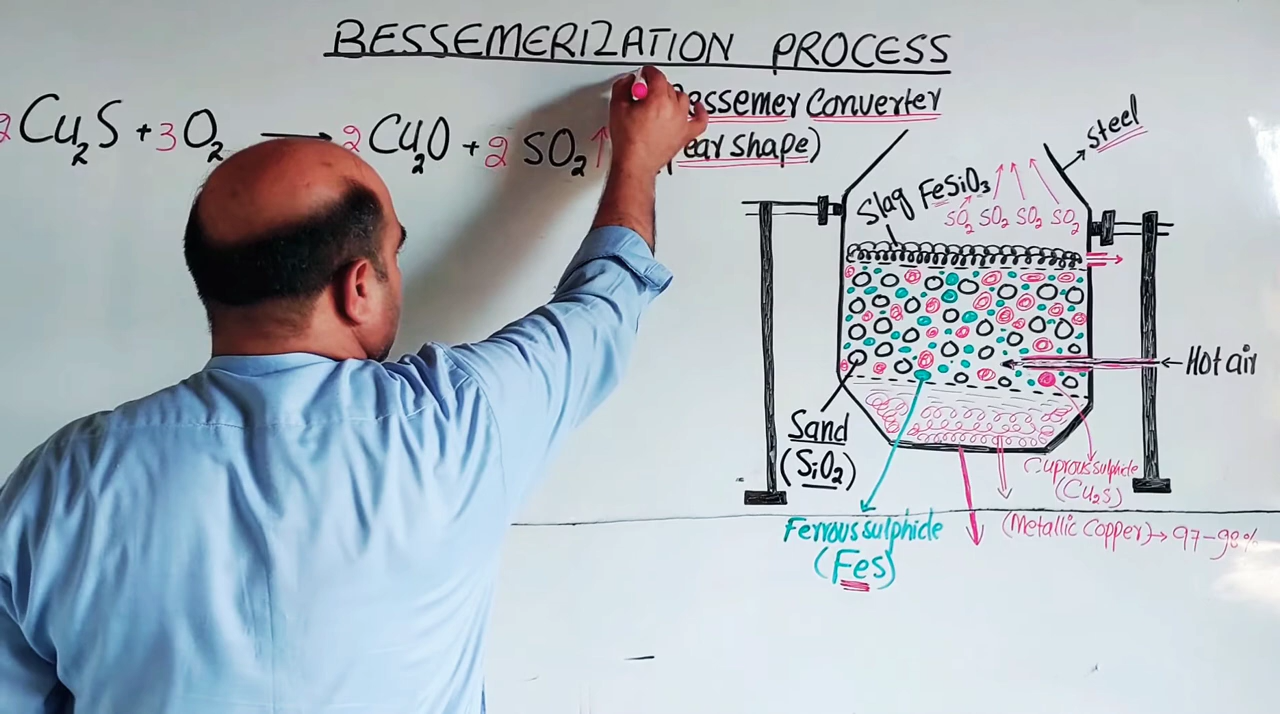 BESSEMERIZATION PROCESS
essemer Converter
ear shape)
2Cu₂S + 3O₂ → 2Cu₂O + 2SO₂ ↑
Steel
Slag FeSiO₃
SO₂ SO₂ SO₂ SO₂
Hot air
Sand
(SiO₂)
Cuprous sulphide
(Cu₂S)
Ferrous sulphide
(FeS)
(Metallic Copper) → 97-98%